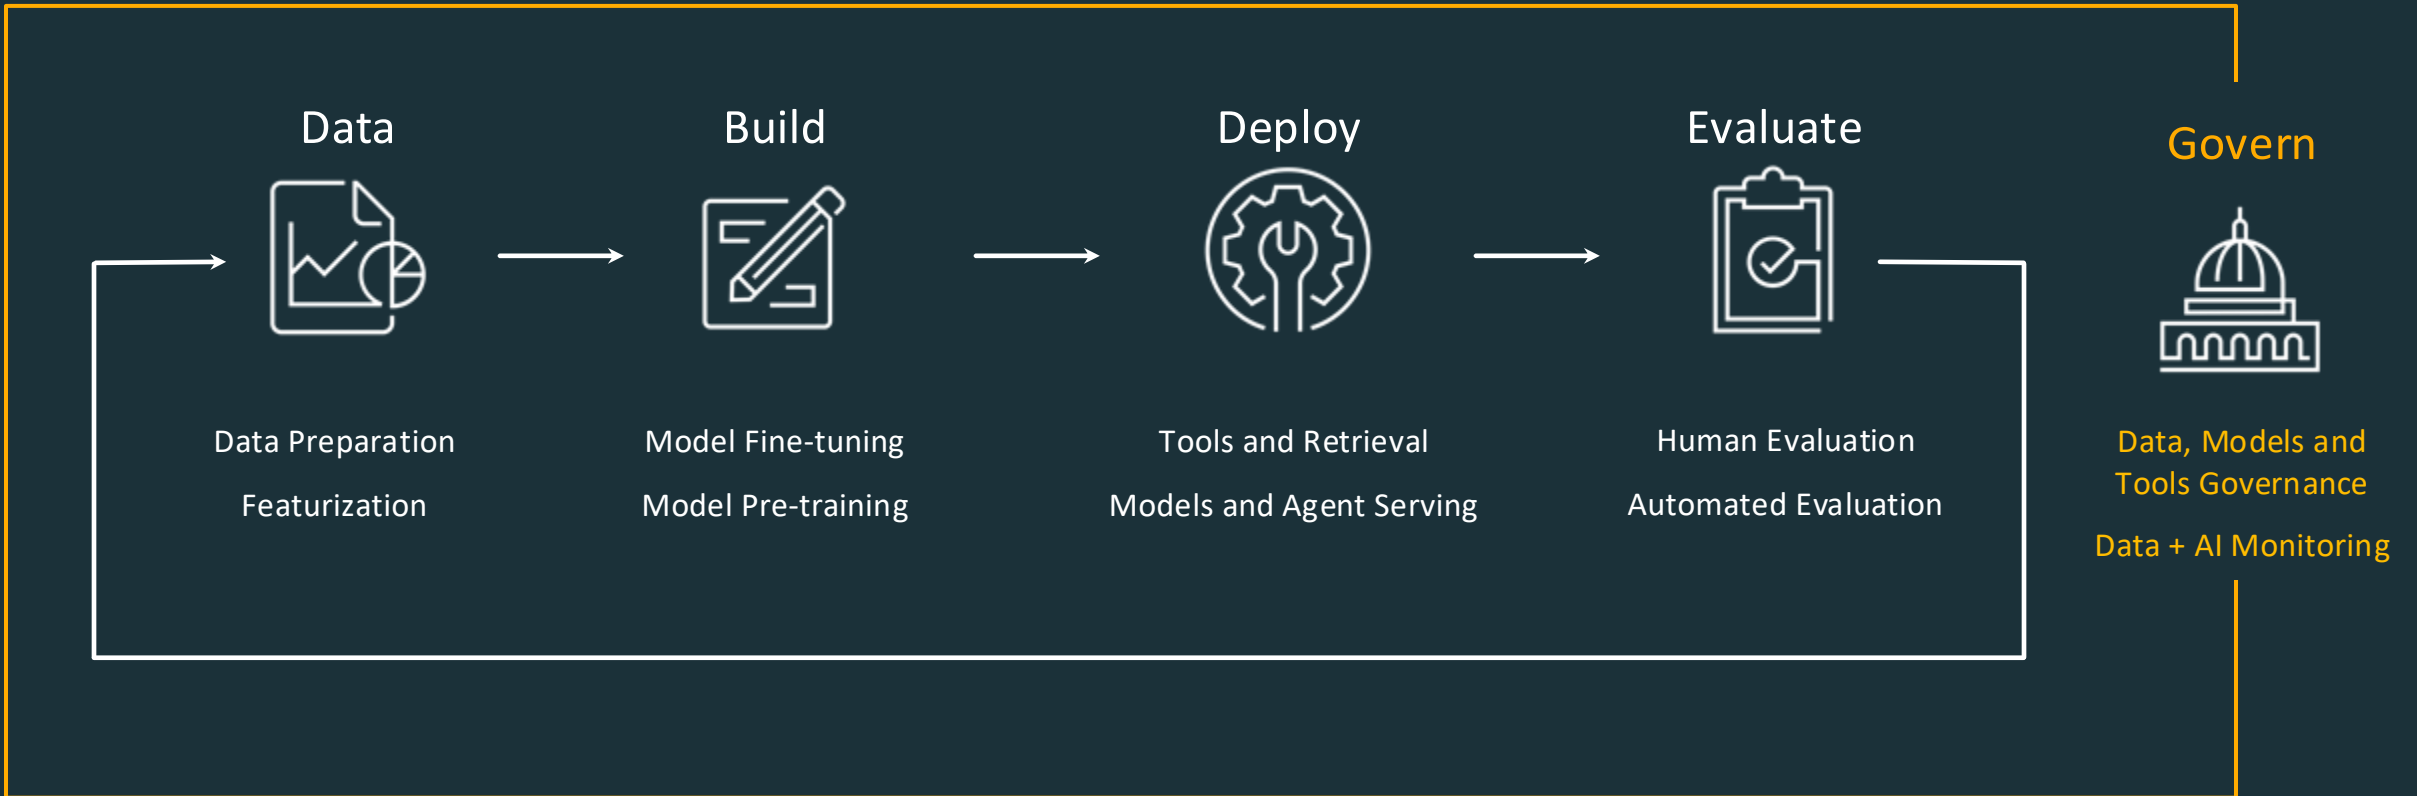 Data
Data Preparation
Featurization
Build
Model Fine-tuning
Model Pre-training
Deploy
Tools and Retrieval
Models and Agent Serving
Evaluate
Human Evaluation
Automated Evaluation
Govern
Data, Models and
Tools Governance
Data + AI Monitoring